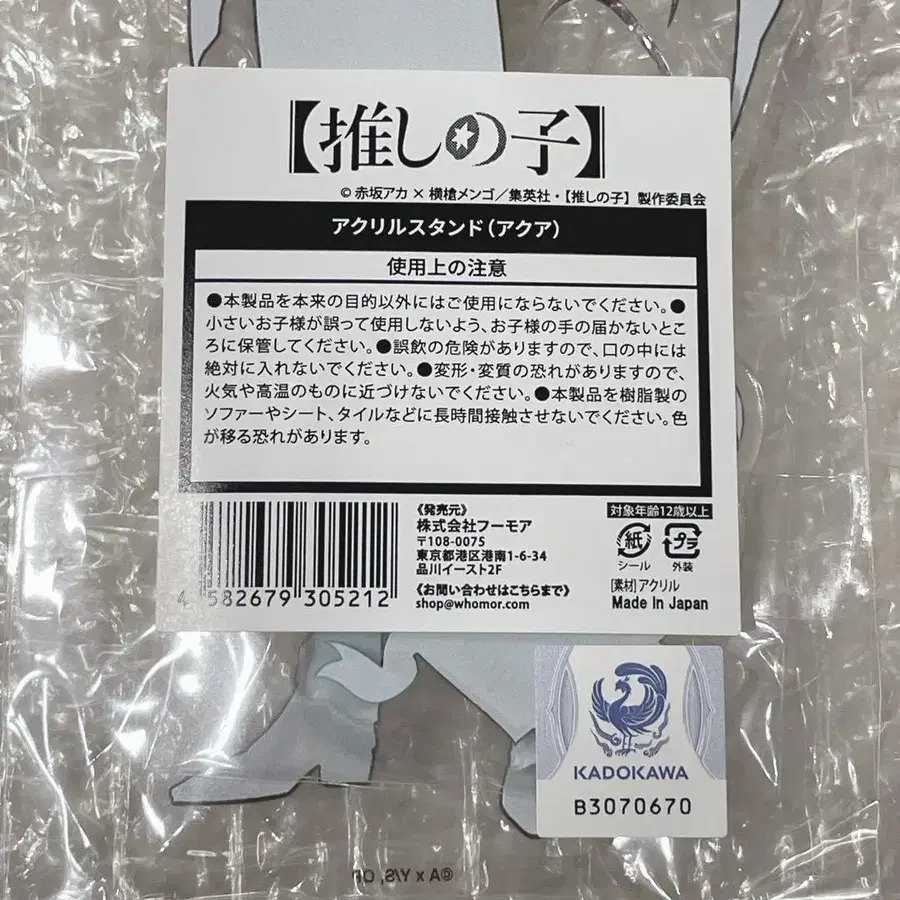 【推しの子】
© 赤坂アカ × 横槍メンゴ／集英社・【推しの子】製作委員会
アクリルスタンド（アクア）
使用上の注意
●本製品を本来の目的以外にはご使用にならないでください。●
小さいお子様が誤って使用しないよう、お子様の手の届かないとこ
ろに保管してください。●誤飲の危険がありますので、口の中には
絶対に入れないでください。●変形・変質の恐れがありますので、
火気や高温のものに近づけないでください。●本製品を樹脂製の
ソファーやシート、タイルなどに長時間接触させないでください。色
が移る恐れがあります。
4 582679 305212
《発売元》
株式会社フーモア
〒108-0075
東京都港区港南1-6-34
品川イースト2F
《お問い合わせはこちらまで》
shop@whomor.com
対象年齢12歳以上
紙 プラ
シール 外装
[素材]アクリル
Made In Japan
KADOKAWA
B3070670
©A x Y/S, On